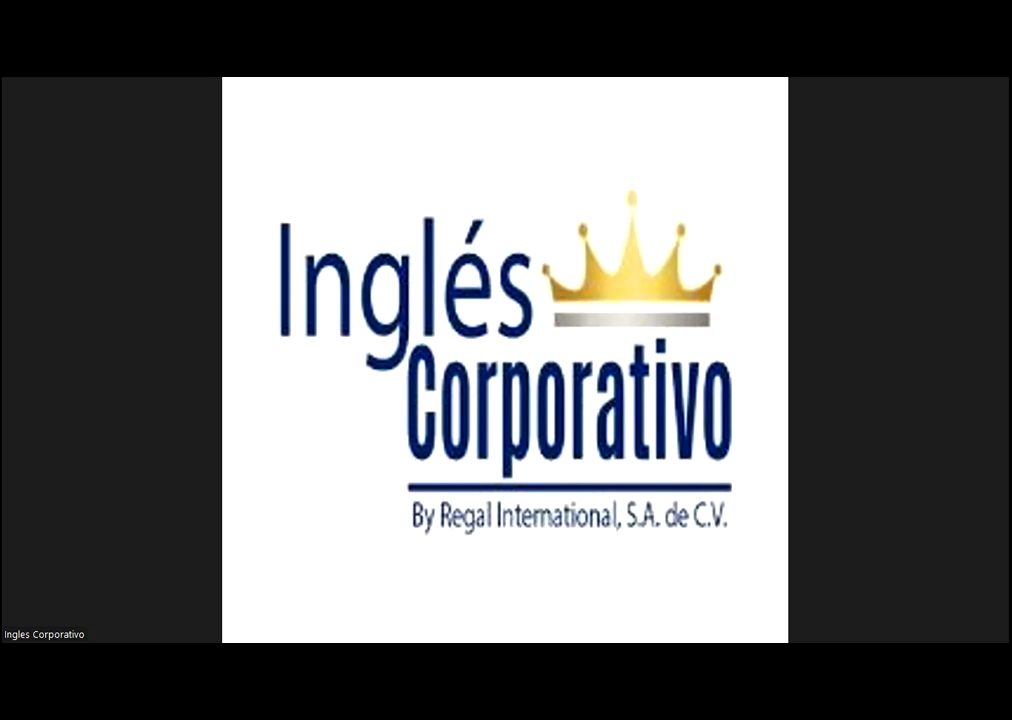 Inglés
Corporativo
By Regal International, S.A. de C.V.
Ingles Corporativo